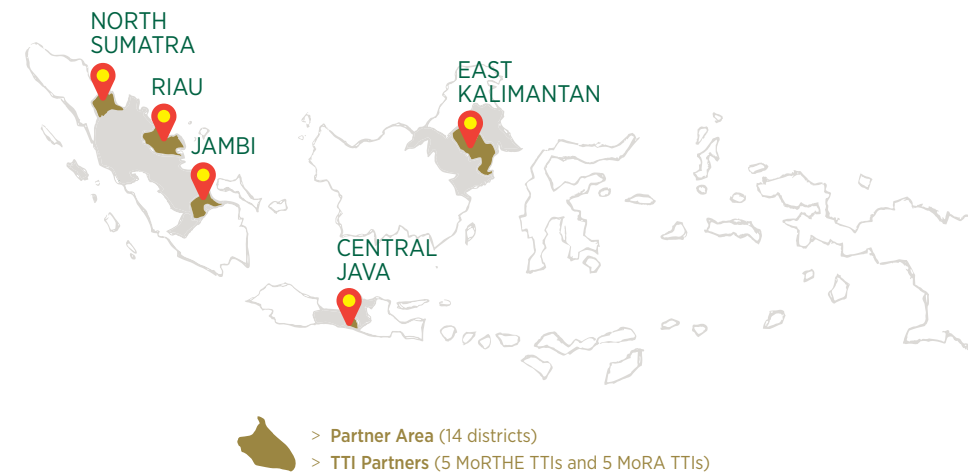 NORTH
SUMATRA
RIAU
JAMBI
EAST
KALIMANTAN
CENTRAL
JAVA
> Partner Area (14 districts)
> TTI Partners (5 MoRTHE TTIs and 5 MoRA TTIs)